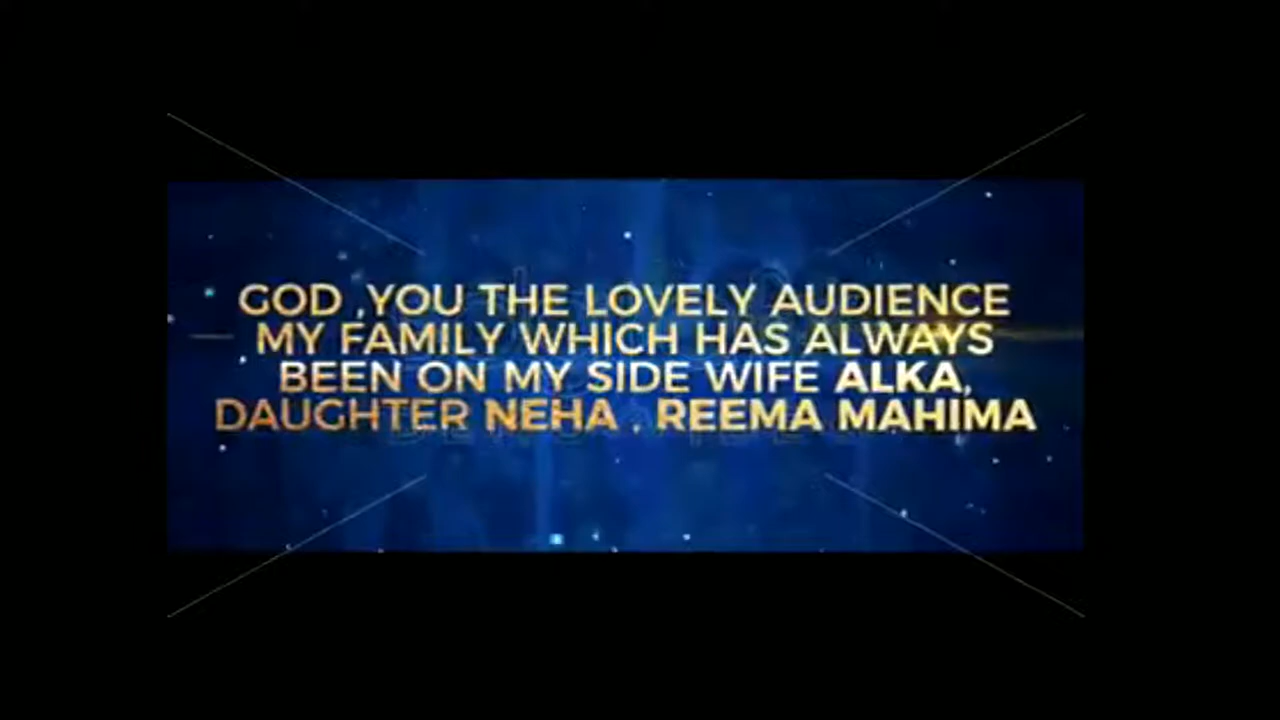 GOD ,YOU THE LOVELY AUDIENCE
MY FAMILY WHICH HAS ALWAYS
BEEN ON MY SIDE WIFE ALKA,
DAUGHTER NEHA , REEMA MAHIMA